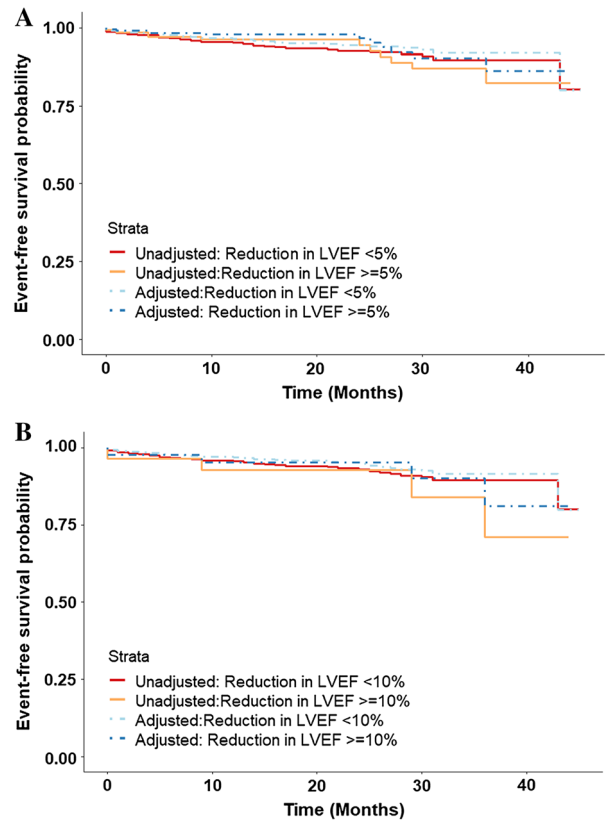 A
1.00
0.75
0.50
0.25
0.00
Event-free survival probability
Strata
Unadjusted: Reduction in LVEF <5%
Unadjusted:Reduction in LVEF >=5%
Adjusted:Reduction in LVEF <5%
Adjusted: Reduction in LVEF >=5%
0 10 20 30 40
Time (Months)
B
1.00
0.75
0.50
0.25
0.00
Event-free survival probability
Strata
Unadjusted: Reduction in LVEF <10%
Unadjusted:Reduction in LVEF >=10%
Adjusted:Reduction in LVEF <10%
Adjusted: Reduction in LVEF >=10%
0 10 20 30 40
Time (Months)